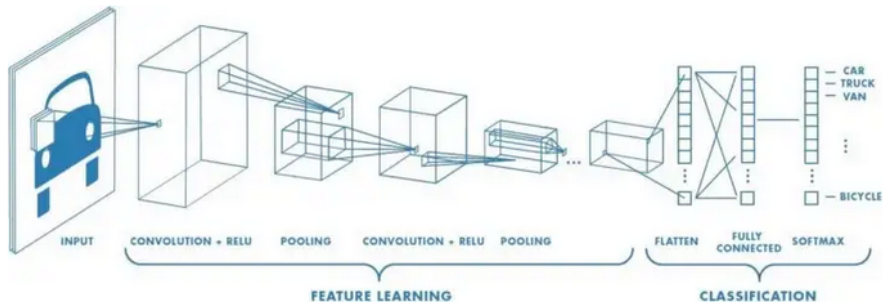 CAR
TRUCK
VAN
BICYCLE
INPUT
CONVOLUTION + RELU
POOLING
CONVOLUTION + RELU
POOLING
FLATTEN
FULLY
CONNECTED
SOFTMAX
FEATURE LEARNING
CLASSIFICATION